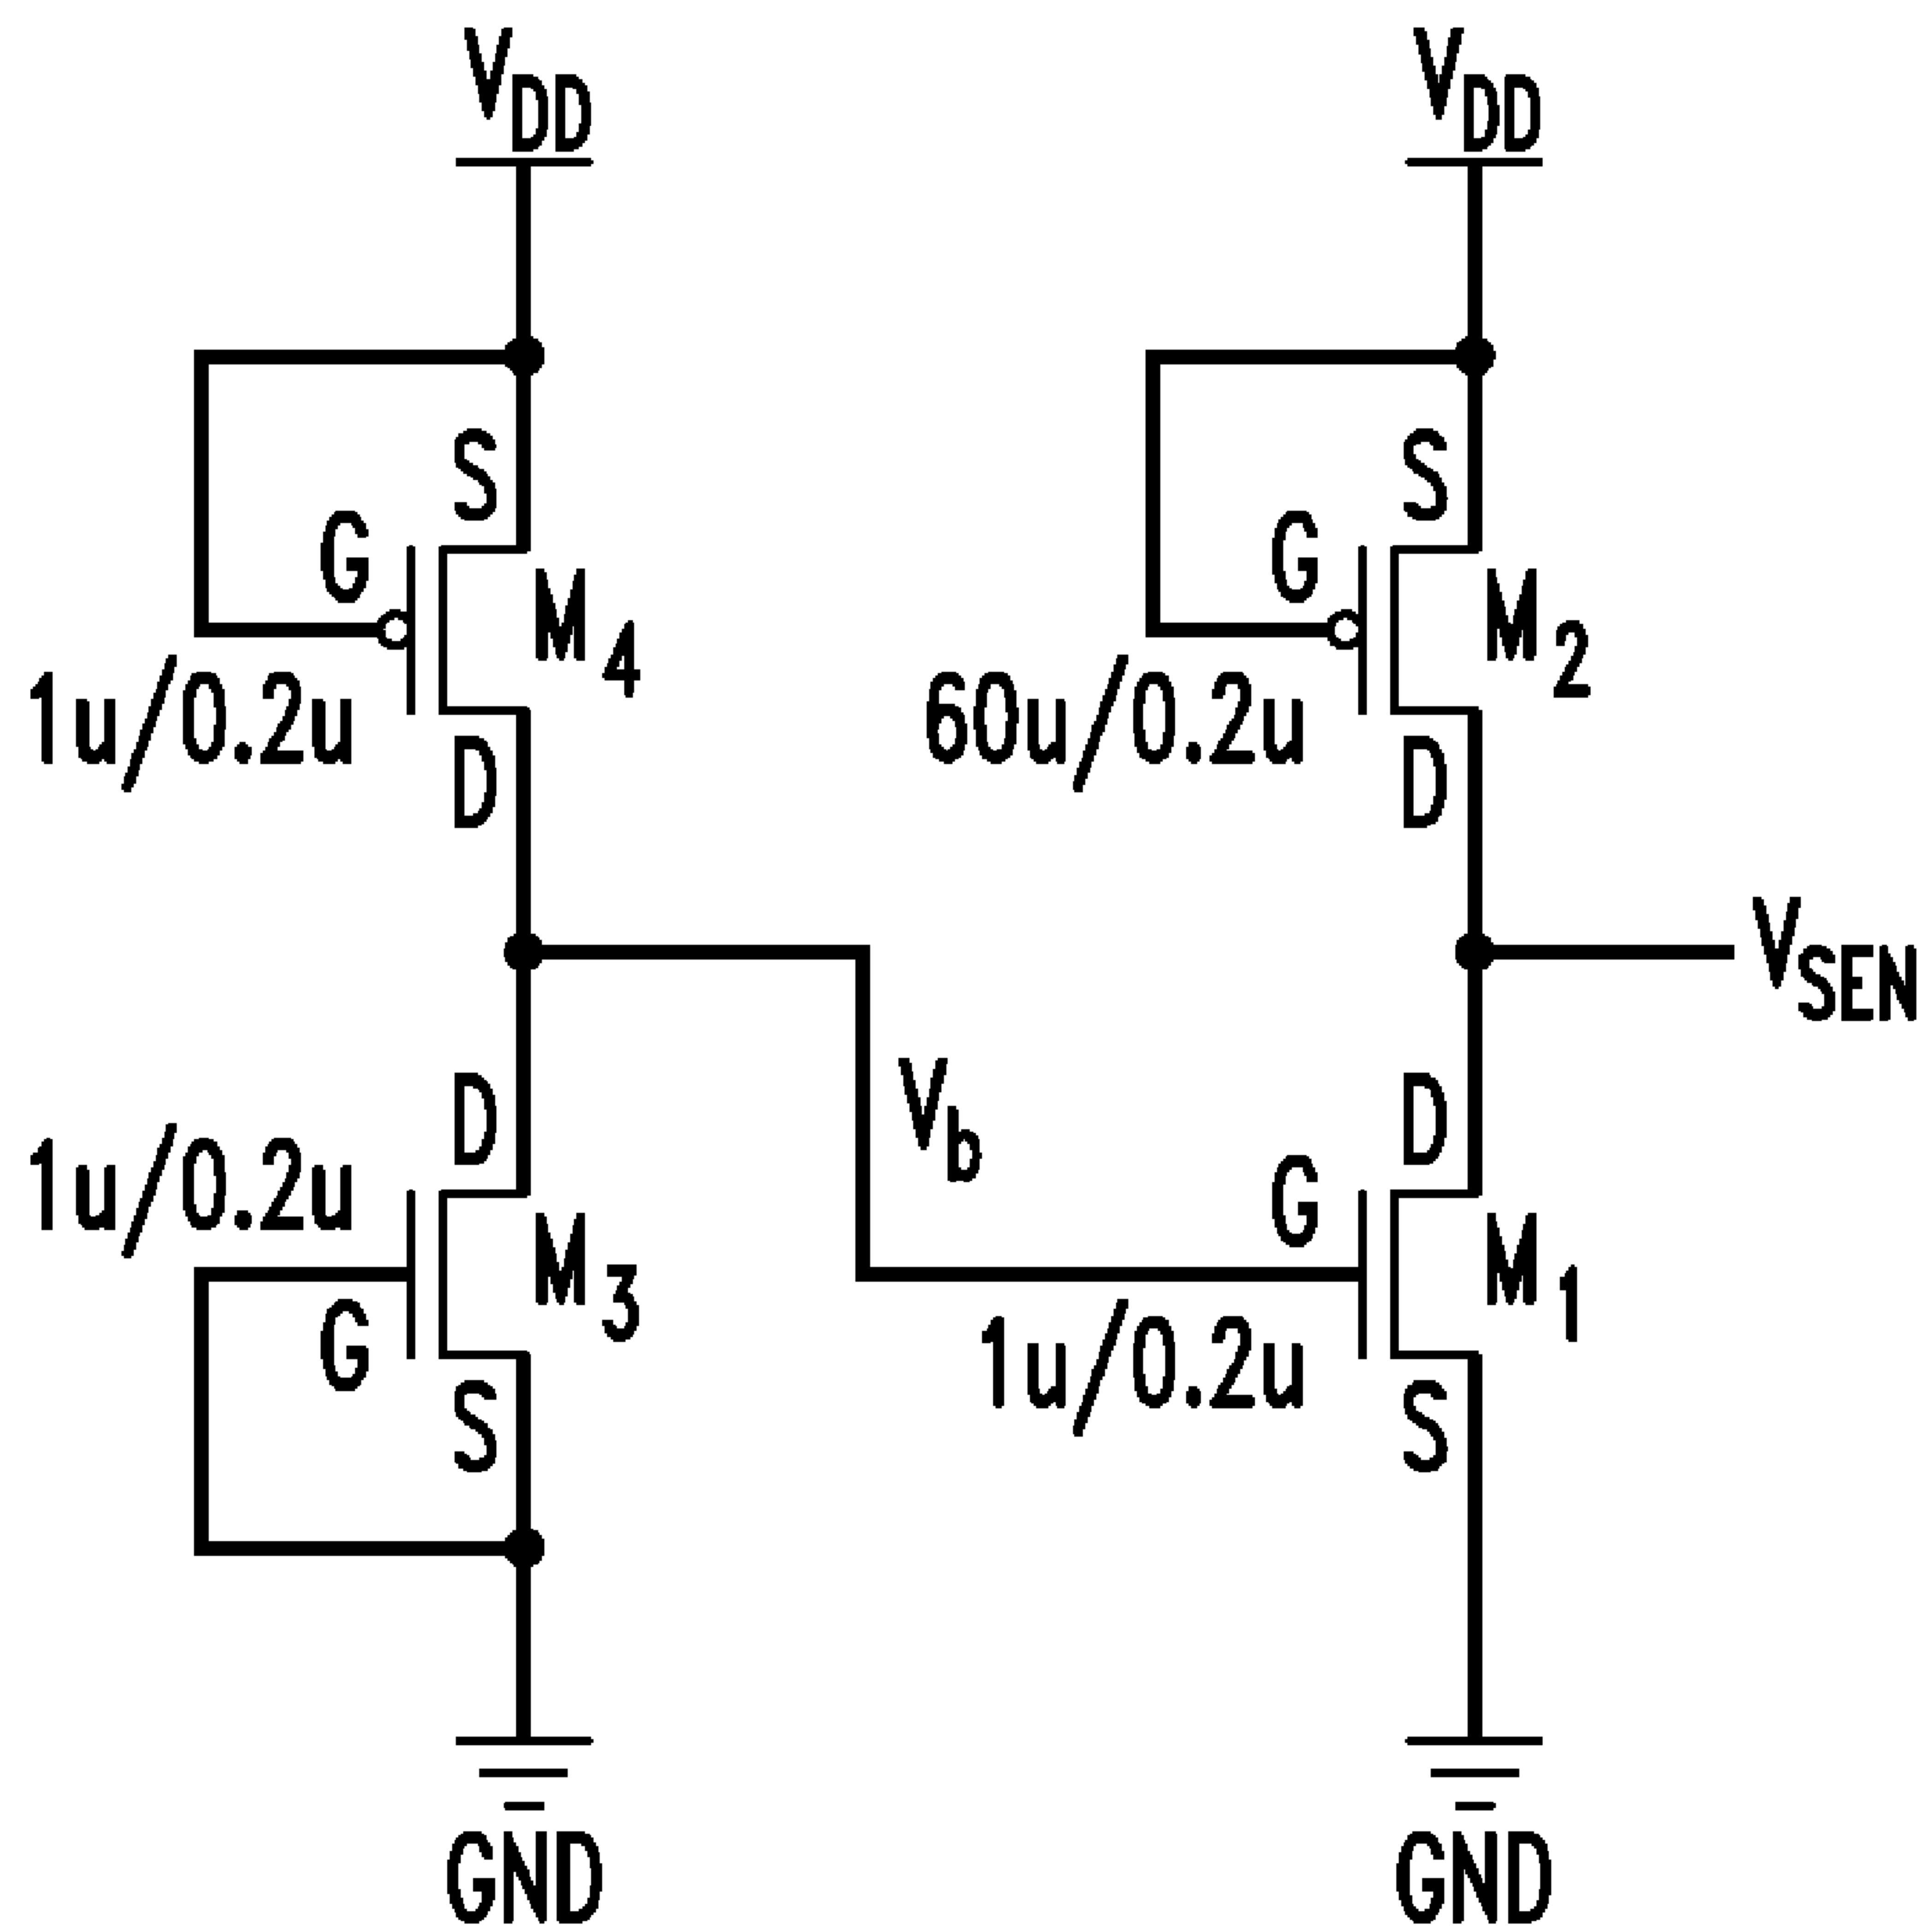 VDD VDD
S S
G G
M4 M2
1u/0.2u 60u/0.2u
D D
VSEN
Vb
D D
1u/0.2u G
M3 M1
G 1u/0.2u
S S
GND GND